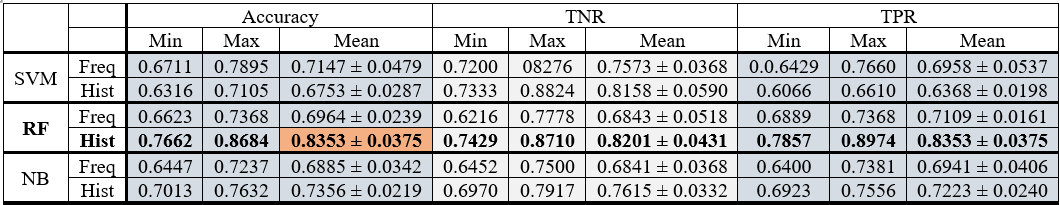 Accuracy TNR TPR
Min Max Mean Min Max Mean Min Max Mean
SVM Freq 0.6711 0.7895 0.7147 ± 0.0479 0.7200 08276 0.7573 ± 0.0368 0.0.6429 0.7660 0.6958 ± 0.0537
Hist 0.6316 0.7105 0.6753 ± 0.0287 0.7333 0.8824 0.8158 ± 0.0590 0.6066 0.6610 0.6368 ± 0.0198
RF Freq 0.6623 0.7368 0.6964 ± 0.0239 0.6216 0.7778 0.6843 ± 0.0518 0.6889 0.7368 0.7109 ± 0.0161
Hist 0.7662 0.8684 0.8353 ± 0.0375 0.7429 0.8710 0.8201 ± 0.0431 0.7857 0.8974 0.8353 ± 0.0375
NB Freq 0.6447 0.7237 0.6885 ± 0.0342 0.6452 0.7500 0.6841 ± 0.0368 0.6400 0.7381 0.6941 ± 0.0406
Hist 0.7013 0.7632 0.7356 ± 0.0219 0.6970 0.7917 0.7615 ± 0.0332 0.6923 0.7556 0.7223 ± 0.0240